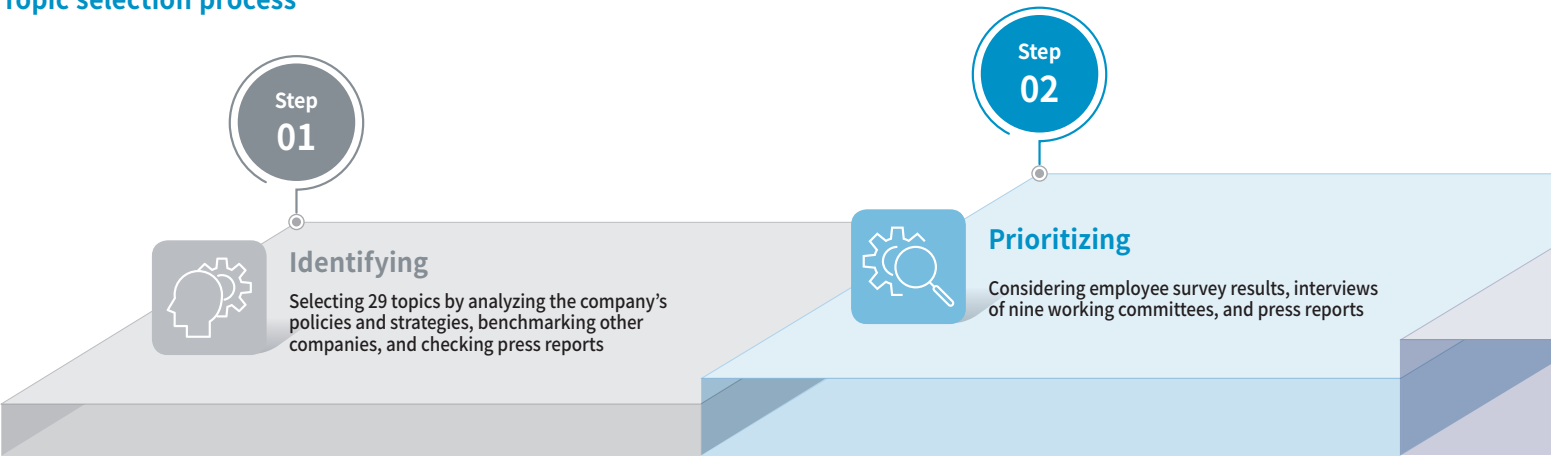 Topic selection process
Step
01
Identifying
Selecting 29 topics by analyzing the company’s
policies and strategies, benchmarking other
companies, and checking press reports
Step
02
Prioritizing
Considering employee survey results, interviews
of nine working committees, and press reports